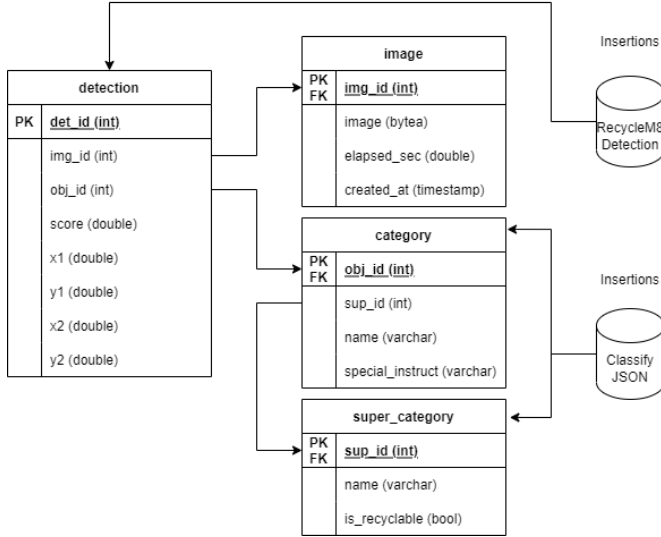 detection
PK det_id (int)
img_id (int)
obj_id (int)
score (double)
x1 (double)
y1 (double)
x2 (double)
y2 (double)
image
PK
FK
img_id (int)
image (bytea)
elapsed_sec (double)
created_at (timestamp)
category
PK
FK
obj_id (int)
sup_id (int)
name (varchar)
special_instruct (varchar)
super_category
PK
FK
sup_id (int)
name (varchar)
is_recyclable (bool)
Insertions
RecycleM8
Detection
Insertions
Classify
JSON